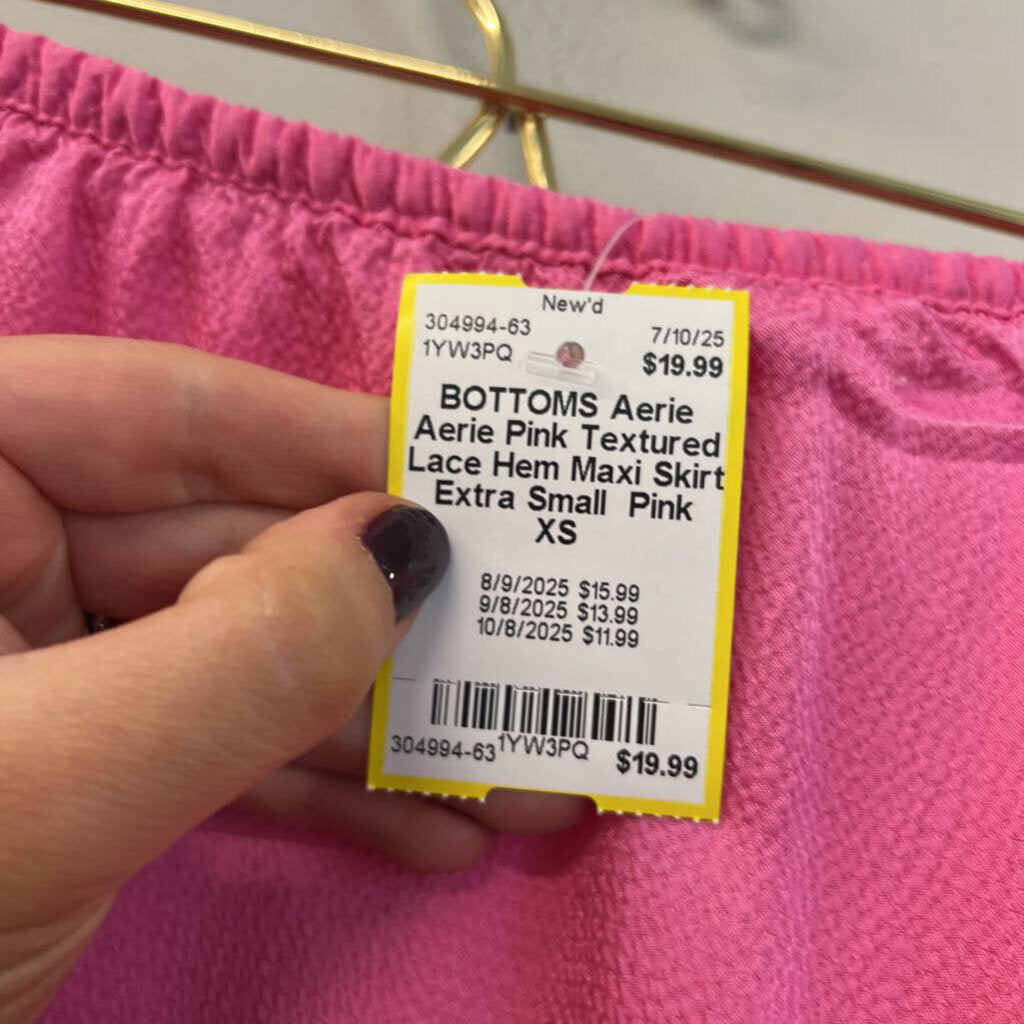 New'd
304994-63 7/10/25
1YW3PQ $19.99
BOTTOMS Aerie
Aerie Pink Textured
Lace Hem Maxi Skirt
Extra Small Pink
XS
8/9/2025 $15.99
9/8/2025 $13.99
10/8/2025 $11.99
304994-63 1YW3PQ $19.99